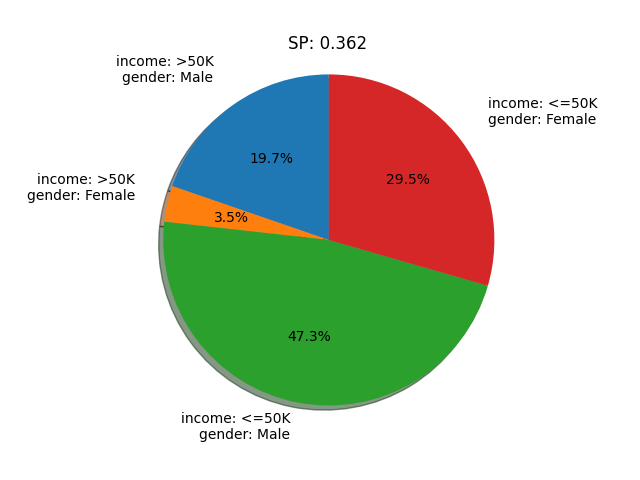 SP: 0.362
income: >50K
gender: Male
19.7%
income: <=50K
gender: Female
29.5%
income: >50K
gender: Female
3.5%
47.3%
income: <=50K
gender: Male